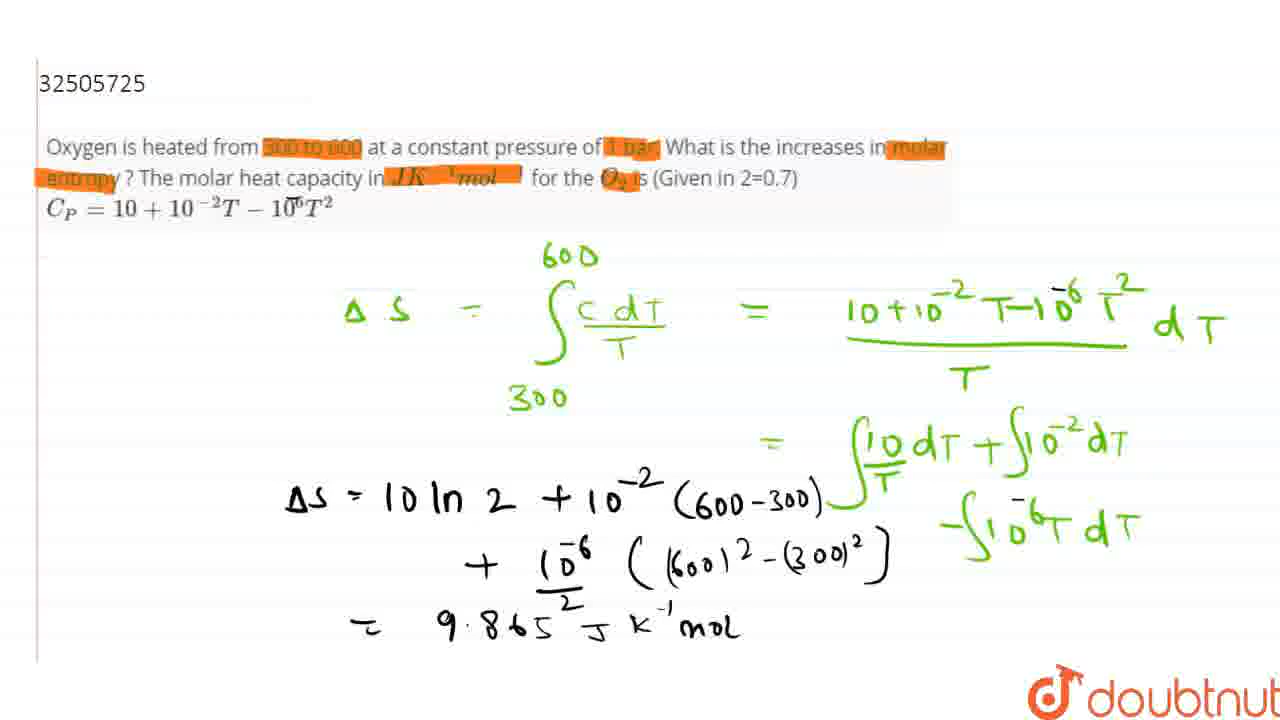 32505725
Oxygen is heated from 300 to 600 at a constant pressure of 1 bar. What is the increases in molar
entropy ? The molar heat capacity in JK⁻¹mol⁻¹ for the O₂ is (Given in 2=0.7)
C_P = 10 + 10⁻²T − 10⁻⁶T²
600
Δ S = ∫ C dT / T = 10 + 10⁻² T − 10⁻⁶ T² / T dT
300
= ∫ 10/T dT + ∫ 10⁻² dT
− ∫ 10⁻⁶ T dT
ΔS = 10 ln 2 + 10⁻² (600 − 300)
+ 10⁻⁶ / 2 ( (600)² − (300)² ]
= 9.865 J K⁻¹ mol
doubtnut